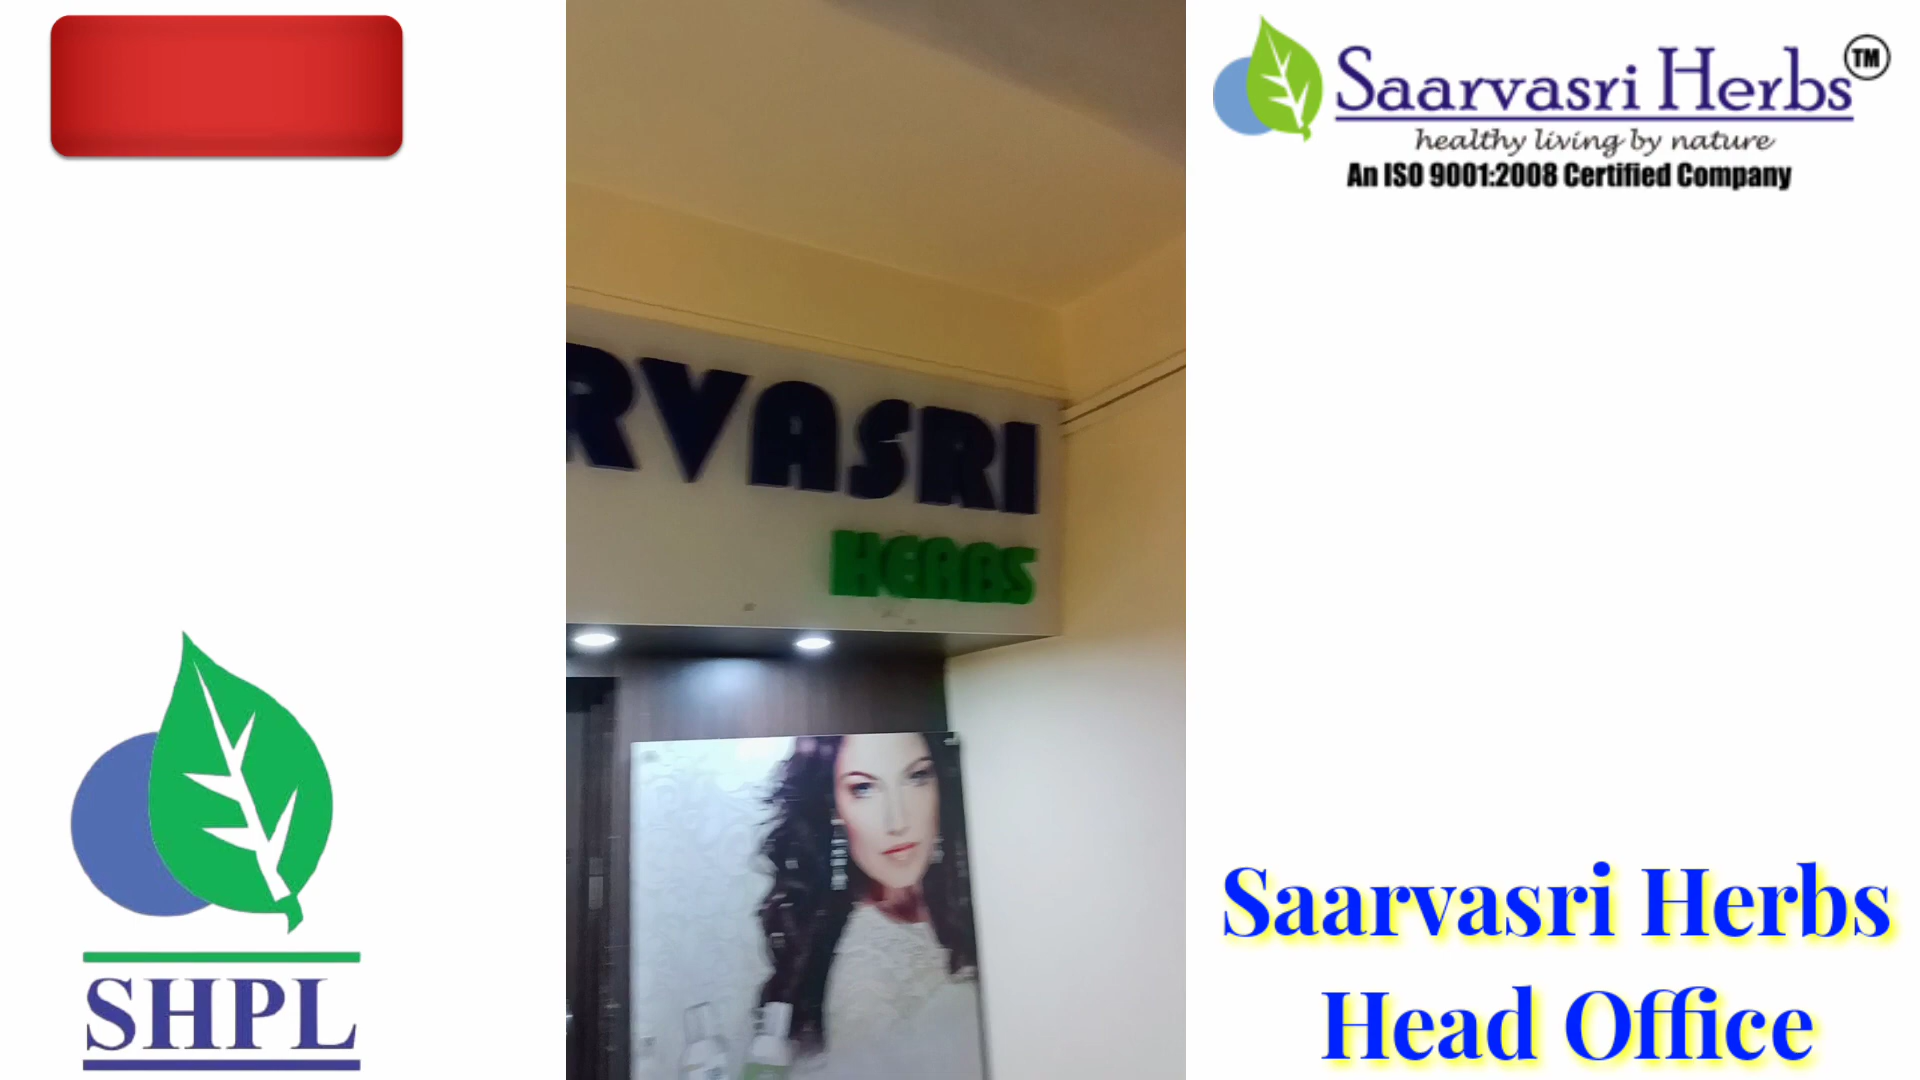 Saarvasri Herbs TM
healthy living by nature
An ISO 9001:2008 Certified Company
RVASRI
HERBS
SHPL
Saarvasri Herbs
Head Office